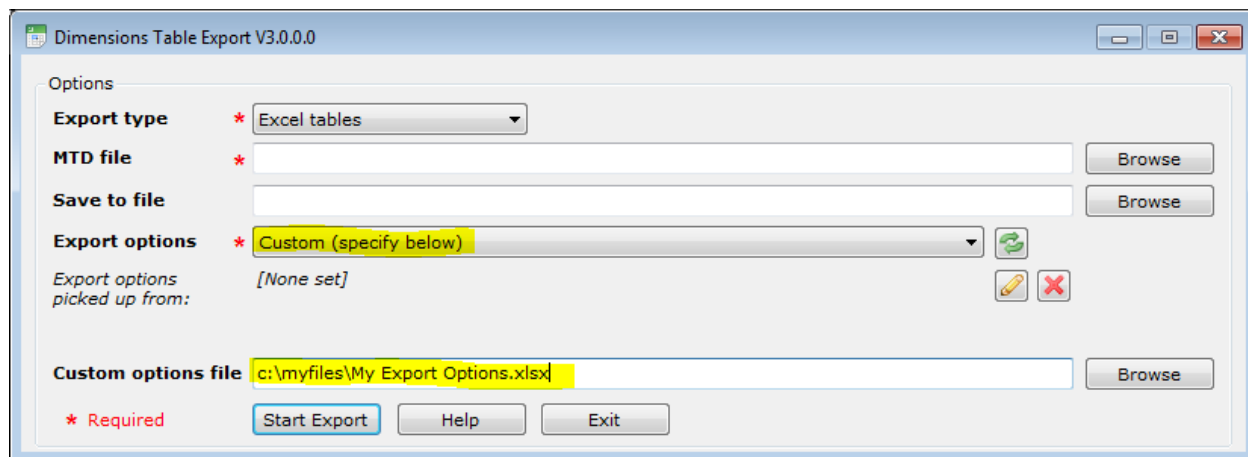 Dimensions Table Export V3.0.0.0
Options
Export type * Excel tables
MTD file * Browse
Save to file Browse
Export options * Custom (specify below)
Export options [None set]
picked up from:
Custom options file c:\myfiles\My Export Options.xlsx Browse
* Required Start Export Help Exit